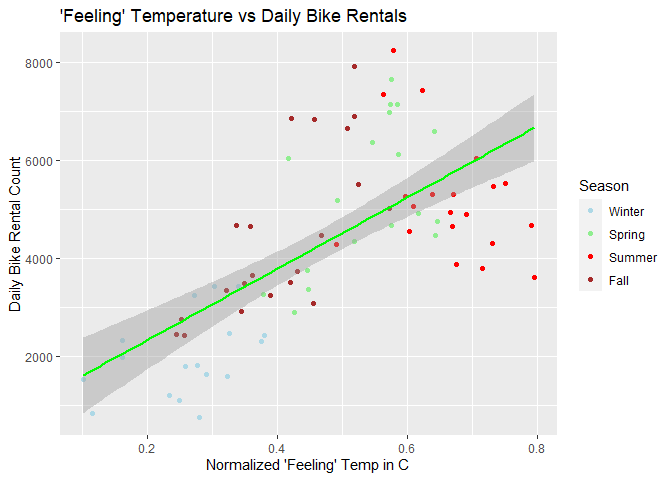 'Feeling' Temperature vs Daily Bike Rentals
8000
6000
4000
2000
Daily Bike Rental Count
0.2 0.4 0.6 0.8
Normalized 'Feeling' Temp in C
Season
Winter
Spring
Summer
Fall